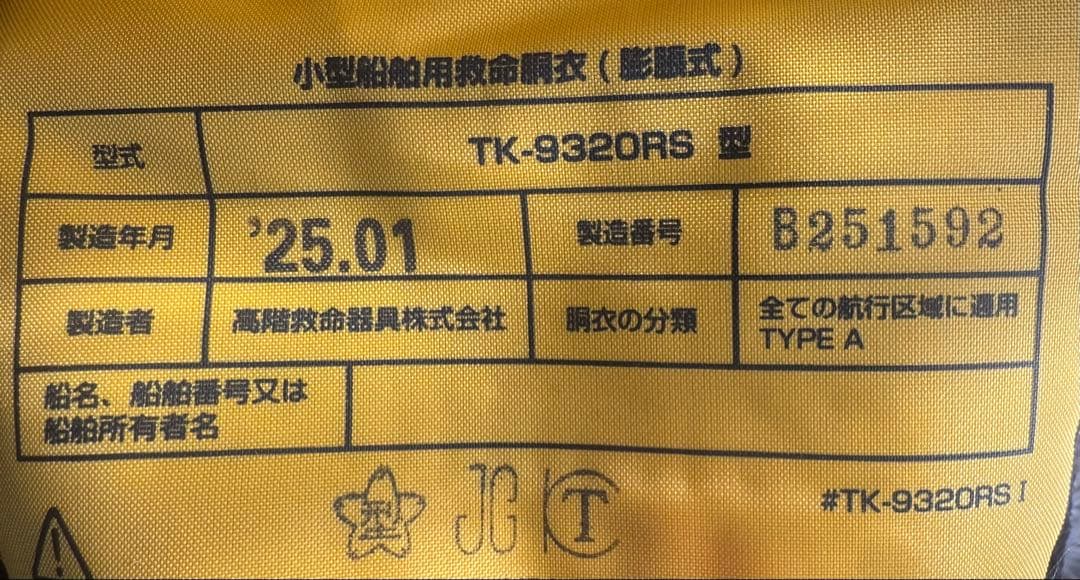 小型船舶用救命胴衣(膨脹式)
型式 TK-9320RS 型
製造年月 '25.01 製造番号 B251592
製造者 高階救命器具株式会社 胴衣の分類 全ての航行区域に適用
TYPE A
船名、船舶番号又は
船舶所有者名
型 JG T
#TK-9320RS I